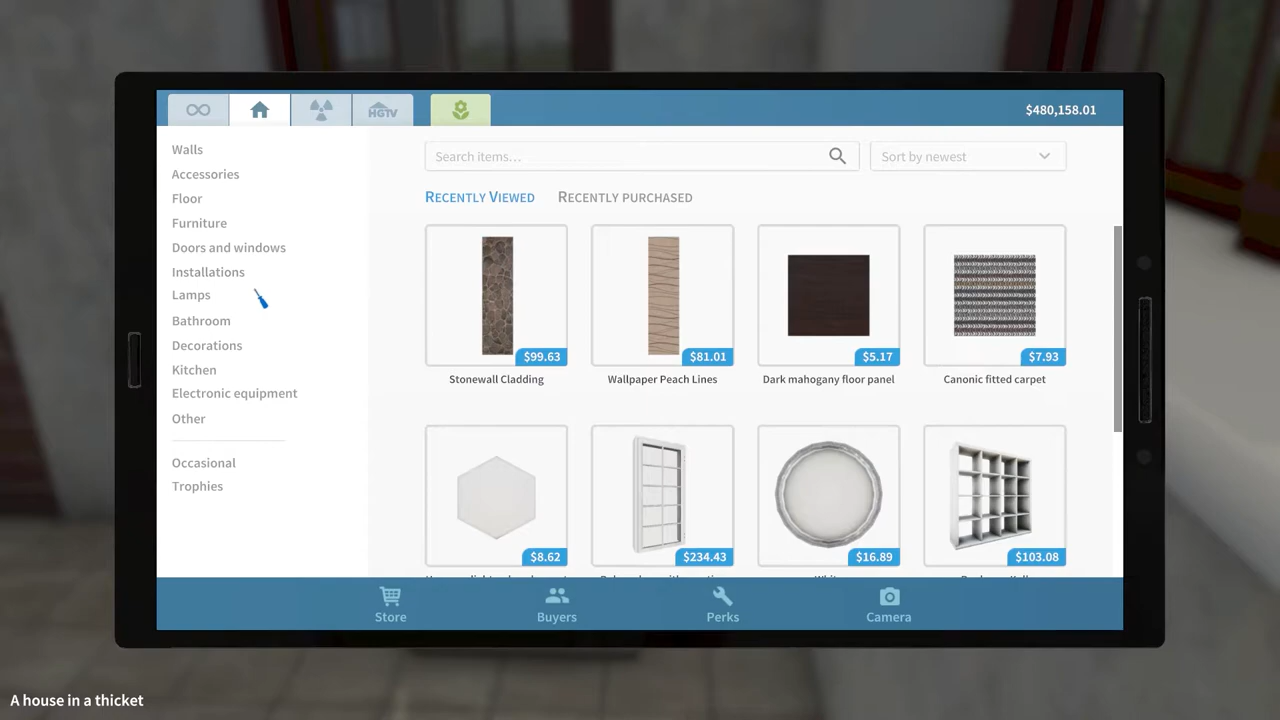 HGTV
$480,158.01
Walls
Accessories
Floor
Furniture
Doors and windows
Installations
Lamps
Bathroom
Decorations
Kitchen
Electronic equipment
Other
Occasional
Trophies
Search items...
Sort by newest
RECENTLY VIEWED
RECENTLY PURCHASED
$99.63
$81.01
$5.17
$7.93
Stonewall Cladding
Wallpaper Peach Lines
Dark mahogany floor panel
Canonic fitted carpet
$8.62
$234.43
$16.89
$103.08
Store
Buyers
Perks
Camera
A house in a thicket